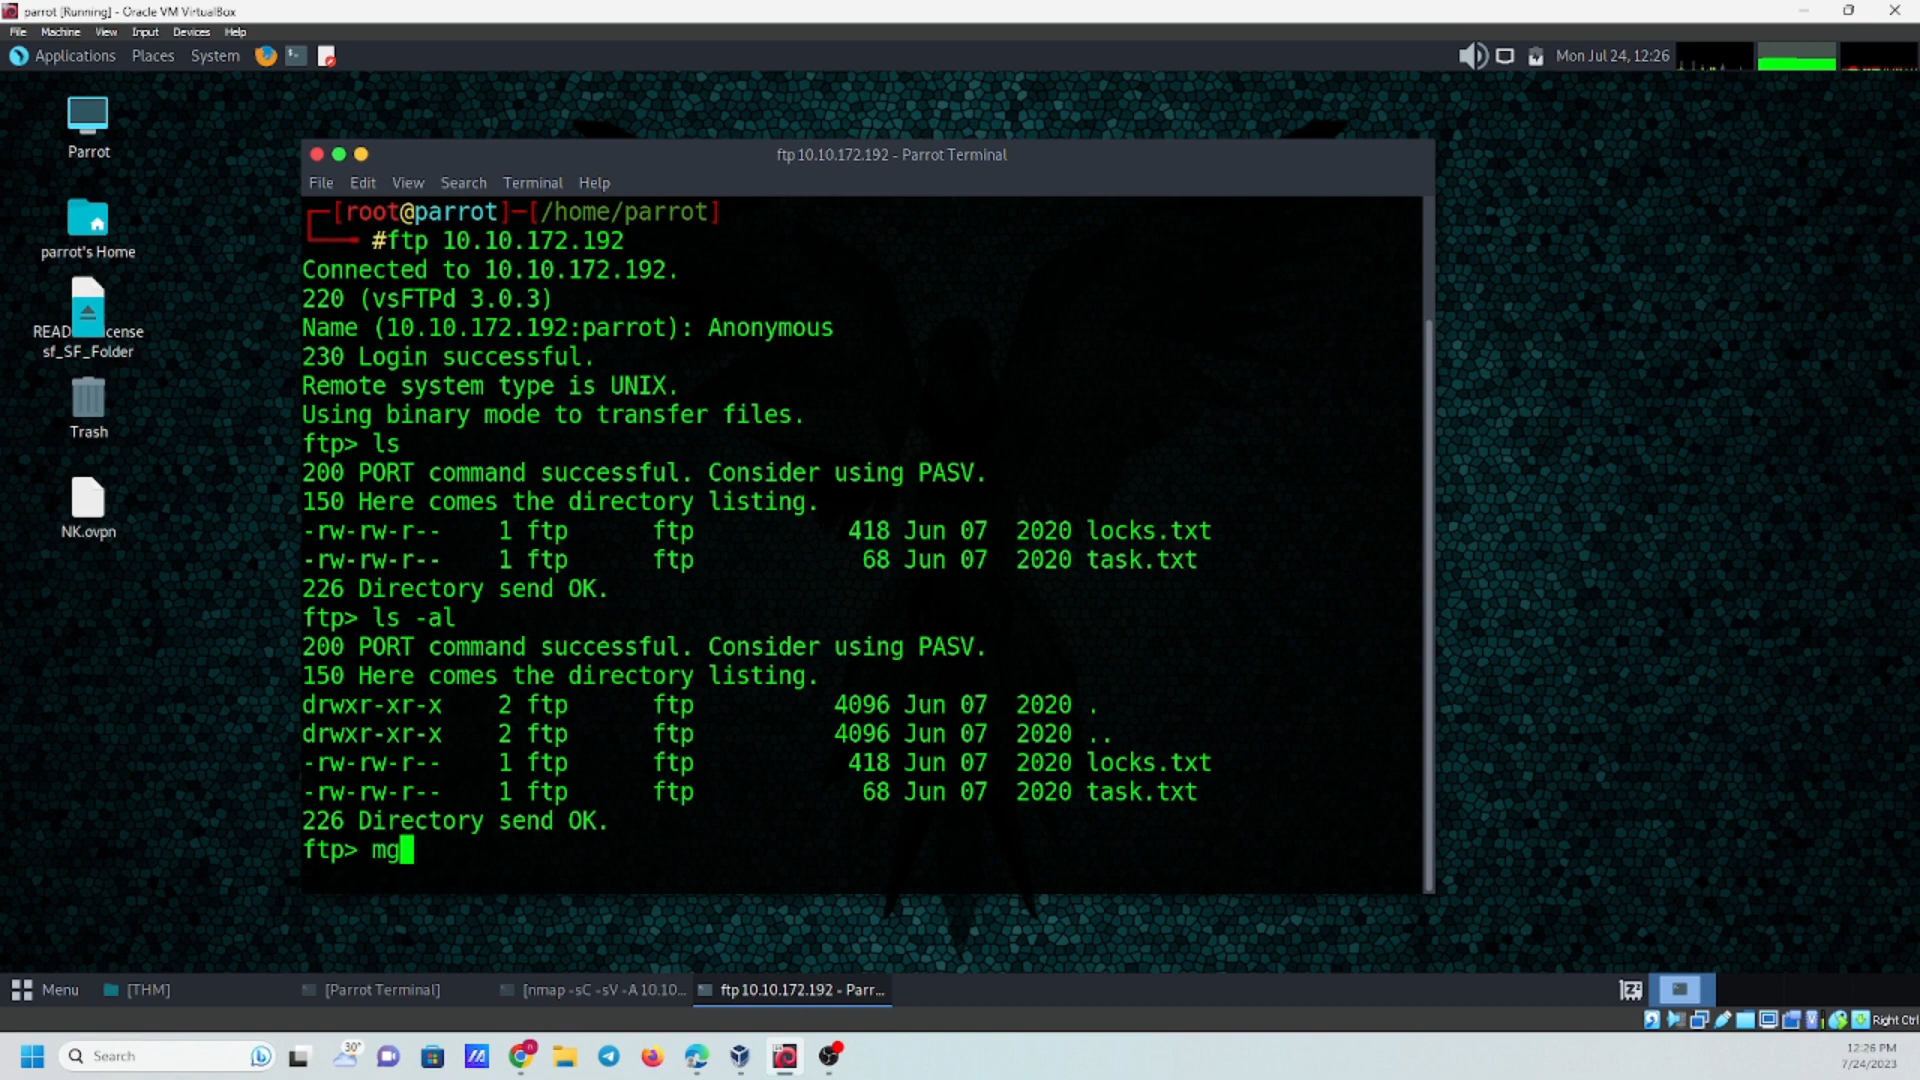 parrot [Running] - Oracle VM VirtualBox
File Machine View Input Devices Help
Applications Places System
Mon Jul 24, 12:26
Parrot
parrot's Home
READ cense
sf_SF_Folder
Trash
NK.ovpn
ftp 10.10.172.192 - Parrot Terminal
File Edit View Search Terminal Help
┌─[root@parrot]─[/home/parrot]
└──╼ #ftp 10.10.172.192
Connected to 10.10.172.192.
220 (vsFTPd 3.0.3)
Name (10.10.172.192:parrot): Anonymous
230 Login successful.
Remote system type is UNIX.
Using binary mode to transfer files.
ftp> ls
200 PORT command successful. Consider using PASV.
150 Here comes the directory listing.
-rw-rw-r-- 1 ftp ftp 418 Jun 07 2020 locks.txt
-rw-rw-r-- 1 ftp ftp 68 Jun 07 2020 task.txt
226 Directory send OK.
ftp> ls -al
200 PORT command successful. Consider using PASV.
150 Here comes the directory listing.
drwxr-xr-x 2 ftp ftp 4096 Jun 07 2020 .
drwxr-xr-x 2 ftp ftp 4096 Jun 07 2020 ..
-rw-rw-r-- 1 ftp ftp 418 Jun 07 2020 locks.txt
-rw-rw-r-- 1 ftp ftp 68 Jun 07 2020 task.txt
226 Directory send OK.
ftp> mg
Menu [THM] [Parrot Terminal] [nmap -sC -sV -A 10.10... ftp 10.10.172.192 - Parr...
Right Ctrl
Search
30°
12:26 PM
7/24/2023